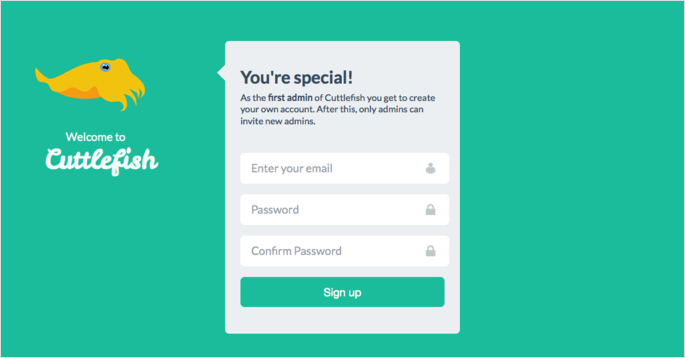 Welcome to
Cuttlefish
You're special!
As the first admin of Cuttlefish you get to create
your own account. After this, only admins can
invite new admins.
Enter your email
Password
Confirm Password
Sign up